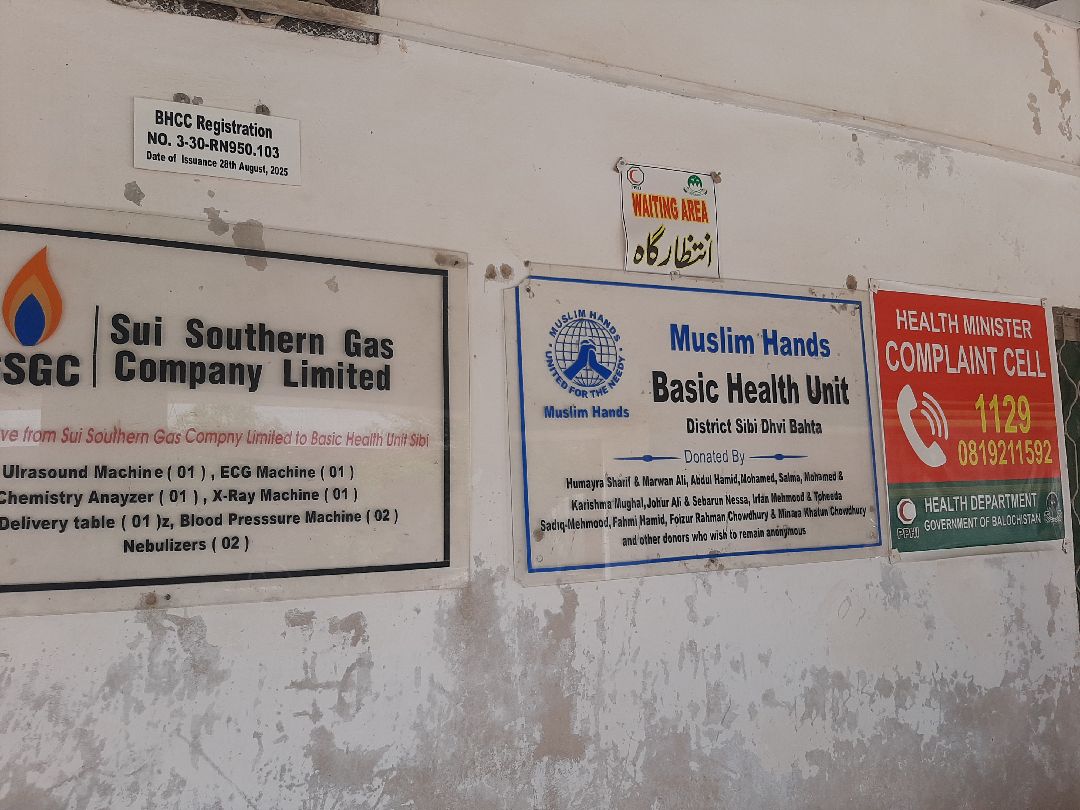 BHCC Registration
NO. 3-30-RN950.103
Date of Issuance 28th August, 2025
SSGC
Sui Southern Gas
Company Limited
from Sui Southern Gas Compny Limited to Basic Health Unit Sibi
Ulrasound Machine ( 01 ) , ECG Machine ( 01 )
Chemistry Anayzer ( 01 ) , X-Ray Machine ( 01 )
Delivery table ( 01 )z, Blood Presssure Machine ( 02 )
Nebulizers ( 02 )
PPHI
WAITING AREA
انتظار گاہ
MUSLIM HANDS
UNITED FOR THE NEEDY
Muslim Hands
Muslim Hands
Basic Health Unit
District Sibi Dhvi Bahta
Donated By
Humayra Sharif & Marwan Ali, Abdul Hamid,Mohamed, Salma, Mohamed &
Karishma Mughal,Johur Ali & Seharun Nessa, Irfan Mehmood & Topheeda
Sadiq-Mehmood, Fahmi Hamid, Foizur Rahman Chowdhury & Minara Khatun Chowdhury
and other donors who wish to remain anonymous
HEALTH MINISTER
COMPLAINT CELL
1129
0819211592
PPHI
HEALTH DEPARTMENT
GOVERNMENT OF BALOCHISTAN